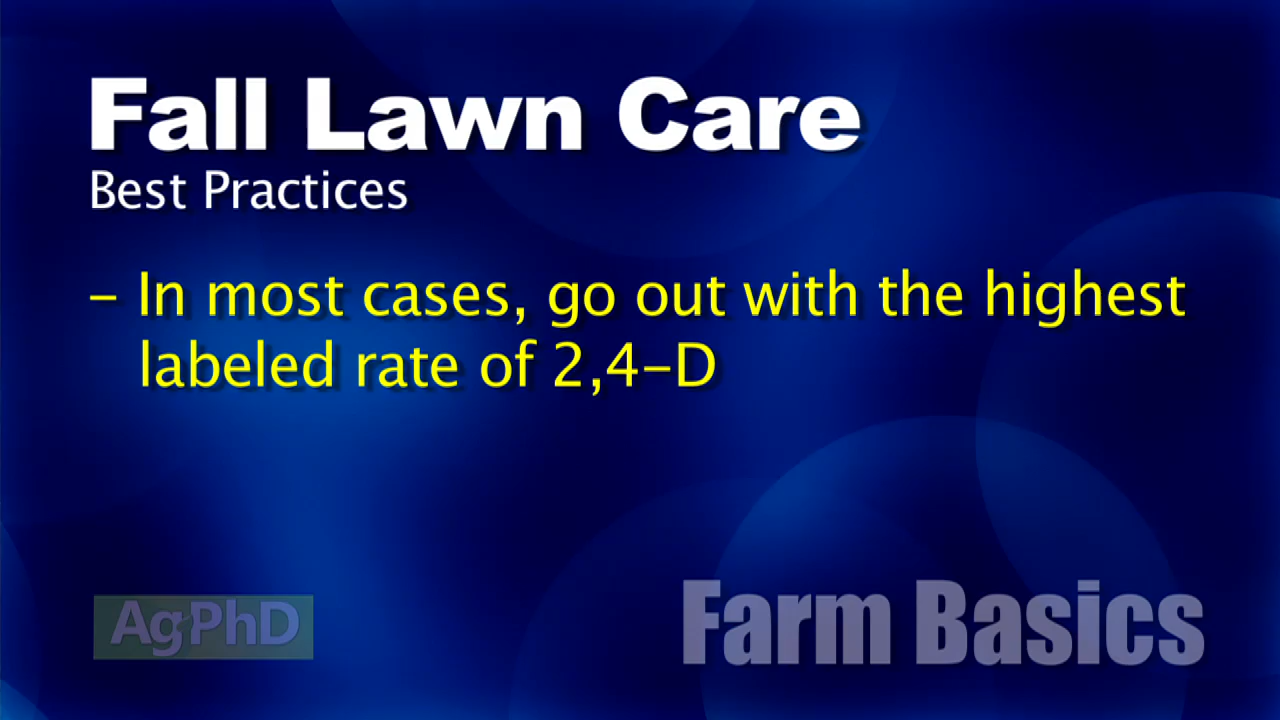 Fall Lawn Care
Best Practices
- In most cases, go out with the highest
labeled rate of 2,4-D
AgPhD
Farm Basics